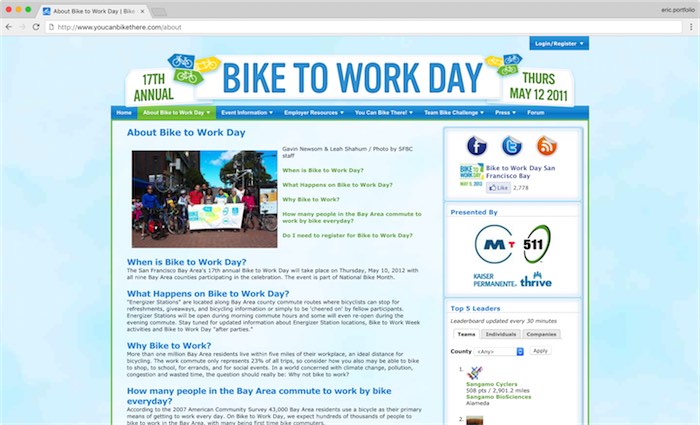 About Bike to Work Day | Bike
eric.portfolio
http://www.youcanbikethere.com/about
Login/Register
17TH
ANNUAL
BIKE TO WORK DAY
THURS
MAY 12 2011
Home About Bike to Work Day Event Information Employer Resources You Can Bike There! Team Bike Challenge Press Forum
About Bike to Work Day
Gavin Newsom & Leah Shahum / Photo by SFBC
staff
When is Bike to Work Day?
What Happens on Bike to Work Day?
Why Bike to Work?
How many people in the Bay Area commute to
work by bike everyday?
Do I need to register for Bike to Work Day?
When is Bike to Work Day?
The San Francisco Bay Area's 17th annual Bike to Work Day will take place on Thursday, May 10, 2012 with
all nine Bay Area counties participating in the celebration. The event is part of National Bike Month.
What Happens on Bike to Work Day?
"Energizer Stations" are located along Bay Area county commute routes where bicyclists can stop for
refreshments, giveaways, and bicycling information or simply to be 'cheered on' by fellow participants.
Energizer Stations will be open during morning commute hours and some will even re-open during the
evening commute. Stay tuned for updated information about Energizer Station locations, Bike to Work Week
activities and Bike to Work Day "after parties."
Why Bike to Work?
More than one million Bay Area residents live within five miles of their workplace, an ideal distance for
bicycling. The work commute only represents 23% of all trips, so consider how you also may be able to bike
to shop, to school, for errands, and for social events. In a world concerned with climate change, pollution,
congestion and wasted time, the question should really be: Why not bike to work?
How many people in the Bay Area commute to work by bike
everyday?
According to the 2007 American Community Survey 43,000 Bay Area residents use a bicycle as their primary
means of getting to work every day. On Bike to Work Day, we expect hundreds of thousands of people to
bike to work in the Bay Area, with many being first time bike commuters.
BIKE TO
WORK DAY
MAY 9, 2013
Bike to Work Day San
Francisco Bay
Like 2,778
Presented By
M T 511
KAISER
PERMANENTE. thrive
Top 5 Leaders
Leaderboard updated every 30 minutes
Teams Individuals Companies
County <Any> Apply
1.
Sangamo Cyclers
508 pts / 2,901.2 miles
Sangamo BioSciences
Alameda
2.